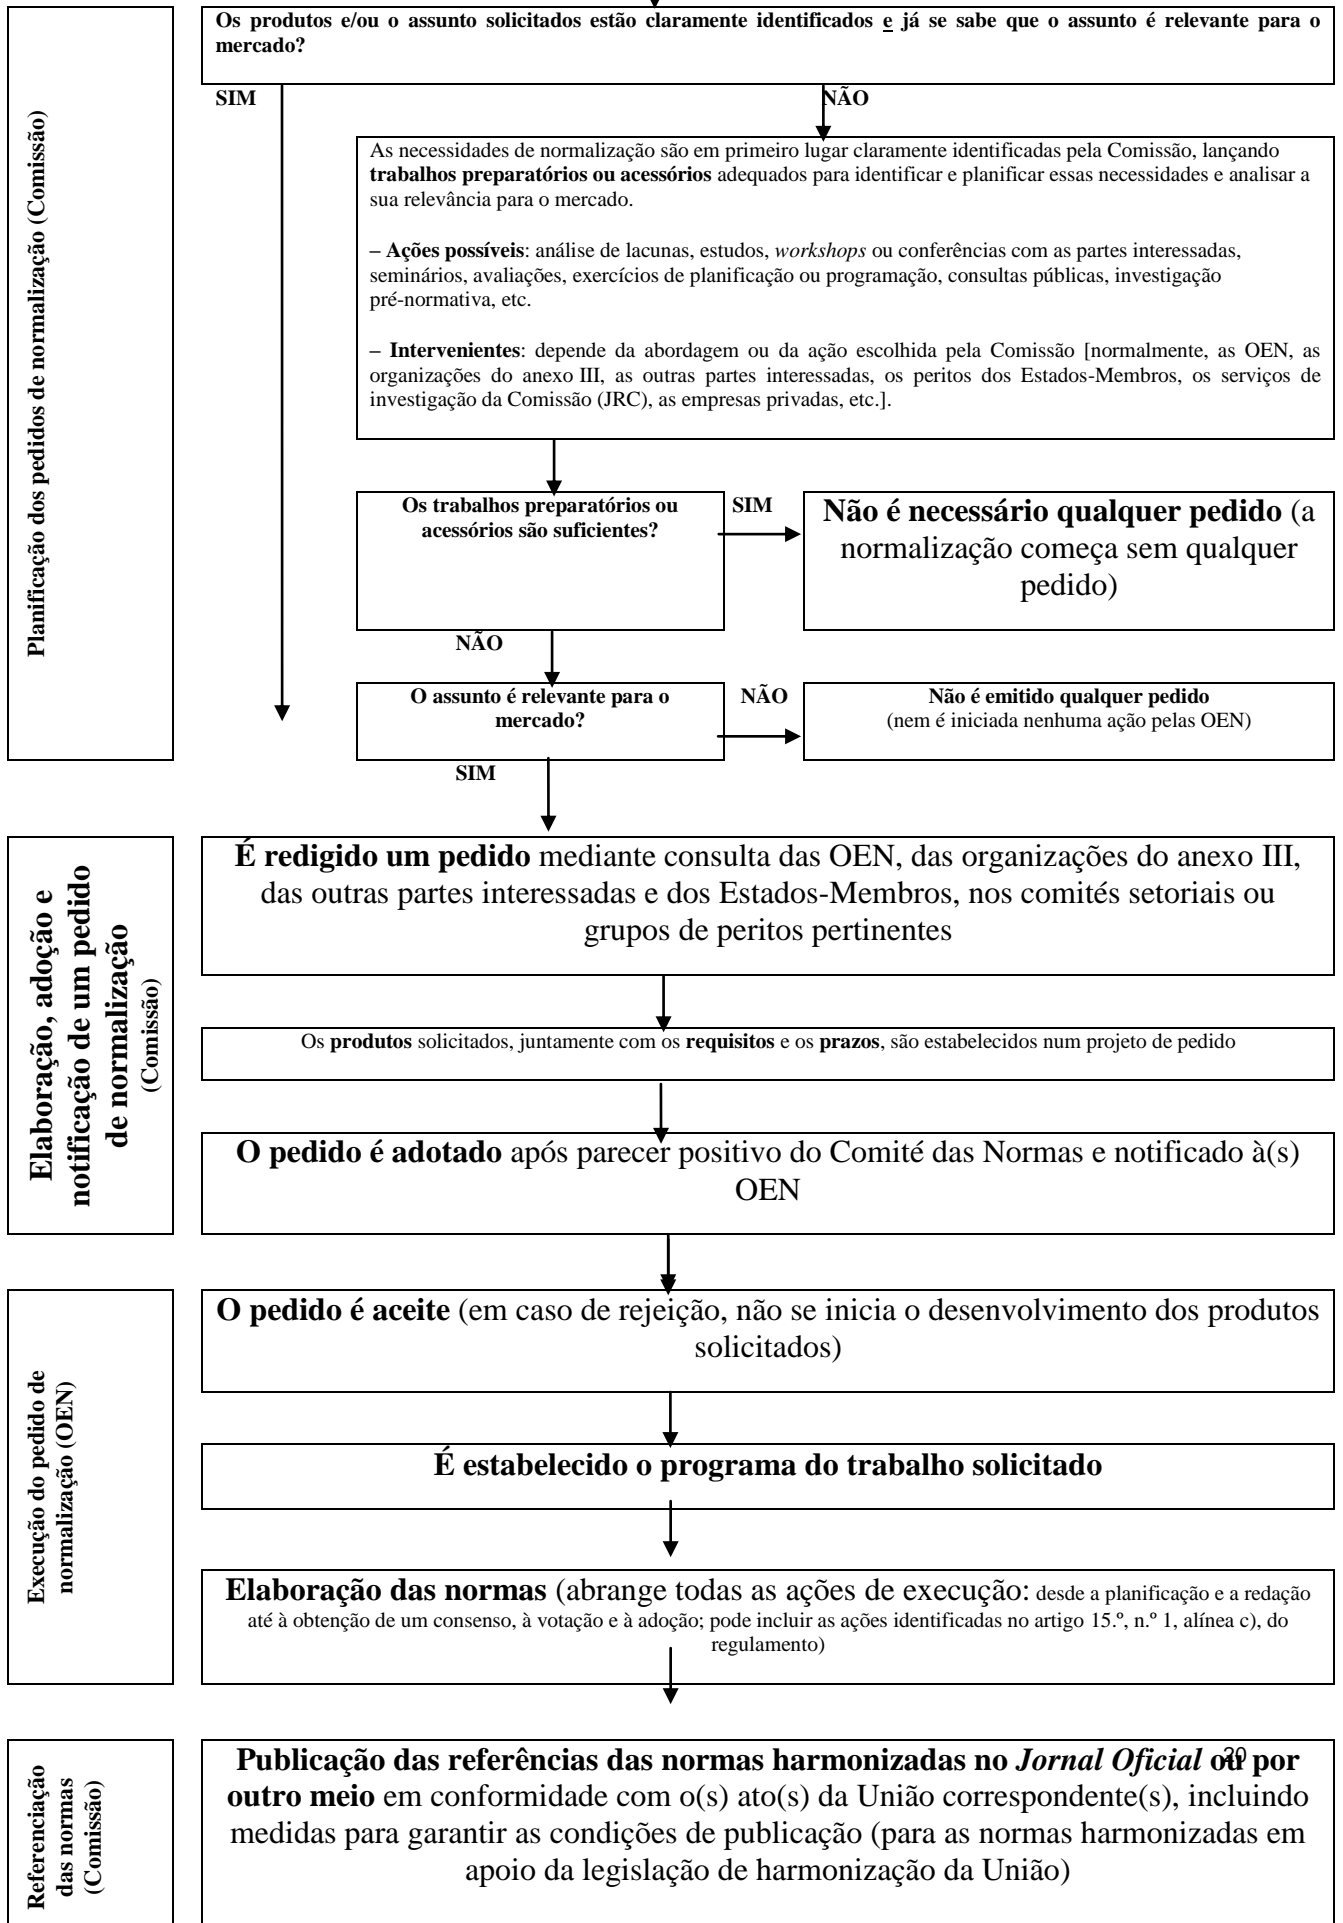 Planificação dos pedidos de normalização (Comissão)
Os produtos e/ou o assunto solicitados estão claramente identificados e já se sabe que o assunto é relevante para o
mercado?
SIM
NÃO
As necessidades de normalização são em primeiro lugar claramente identificadas pela Comissão, lançando
trabalhos preparatórios ou acessórios adequados para identificar e planificar essas necessidades e analisar a
sua relevância para o mercado.
– Ações possíveis: análise de lacunas, estudos, workshops ou conferências com as partes interessadas,
seminários, avaliações, exercícios de planificação ou programação, consultas públicas, investigação
pré-normativa, etc.
– Intervenientes: depende da abordagem ou da ação escolhida pela Comissão [normalmente, as OEN, as
organizações do anexo III, as outras partes interessadas, os peritos dos Estados-Membros, os serviços de
investigação da Comissão (JRC), as empresas privadas, etc.].
Os trabalhos preparatórios ou
acessórios são suficientes?
SIM
Não é necessário qualquer pedido (a
normalização começa sem qualquer
pedido)
NÃO
O assunto é relevante para o
mercado?
NÃO
Não é emitido qualquer pedido
(nem é iniciada nenhuma ação pelas OEN)
SIM
Elaboração, adoção e
notificação de um pedido
de normalização
(Comissão)
É redigido um pedido mediante consulta das OEN, das organizações do anexo III,
das outras partes interessadas e dos Estados-Membros, nos comités setoriais ou
grupos de peritos pertinentes
Os produtos solicitados, juntamente com os requisitos e os prazos, são estabelecidos num projeto de pedido
O pedido é adotado após parecer positivo do Comité das Normas e notificado à(s)
OEN
Execução do pedido de
normalização (OEN)
O pedido é aceite (em caso de rejeição, não se inicia o desenvolvimento dos produtos
solicitados)
É estabelecido o programa do trabalho solicitado
Elaboração das normas (abrange todas as ações de execução: desde a planificação e a redação
até à obtenção de um consenso, à votação e à adoção; pode incluir as ações identificadas no artigo 15.º, n.º 1, alínea c), do
regulamento)
Referenciação
das normas
(Comissão)
Publicação das referências das normas harmonizadas no Jornal Oficial ou por
outro meio em conformidade com o(s) ato(s) da União correspondente(s), incluindo
medidas para garantir as condições de publicação (para as normas harmonizadas em
apoio da legislação de harmonização da União)
20